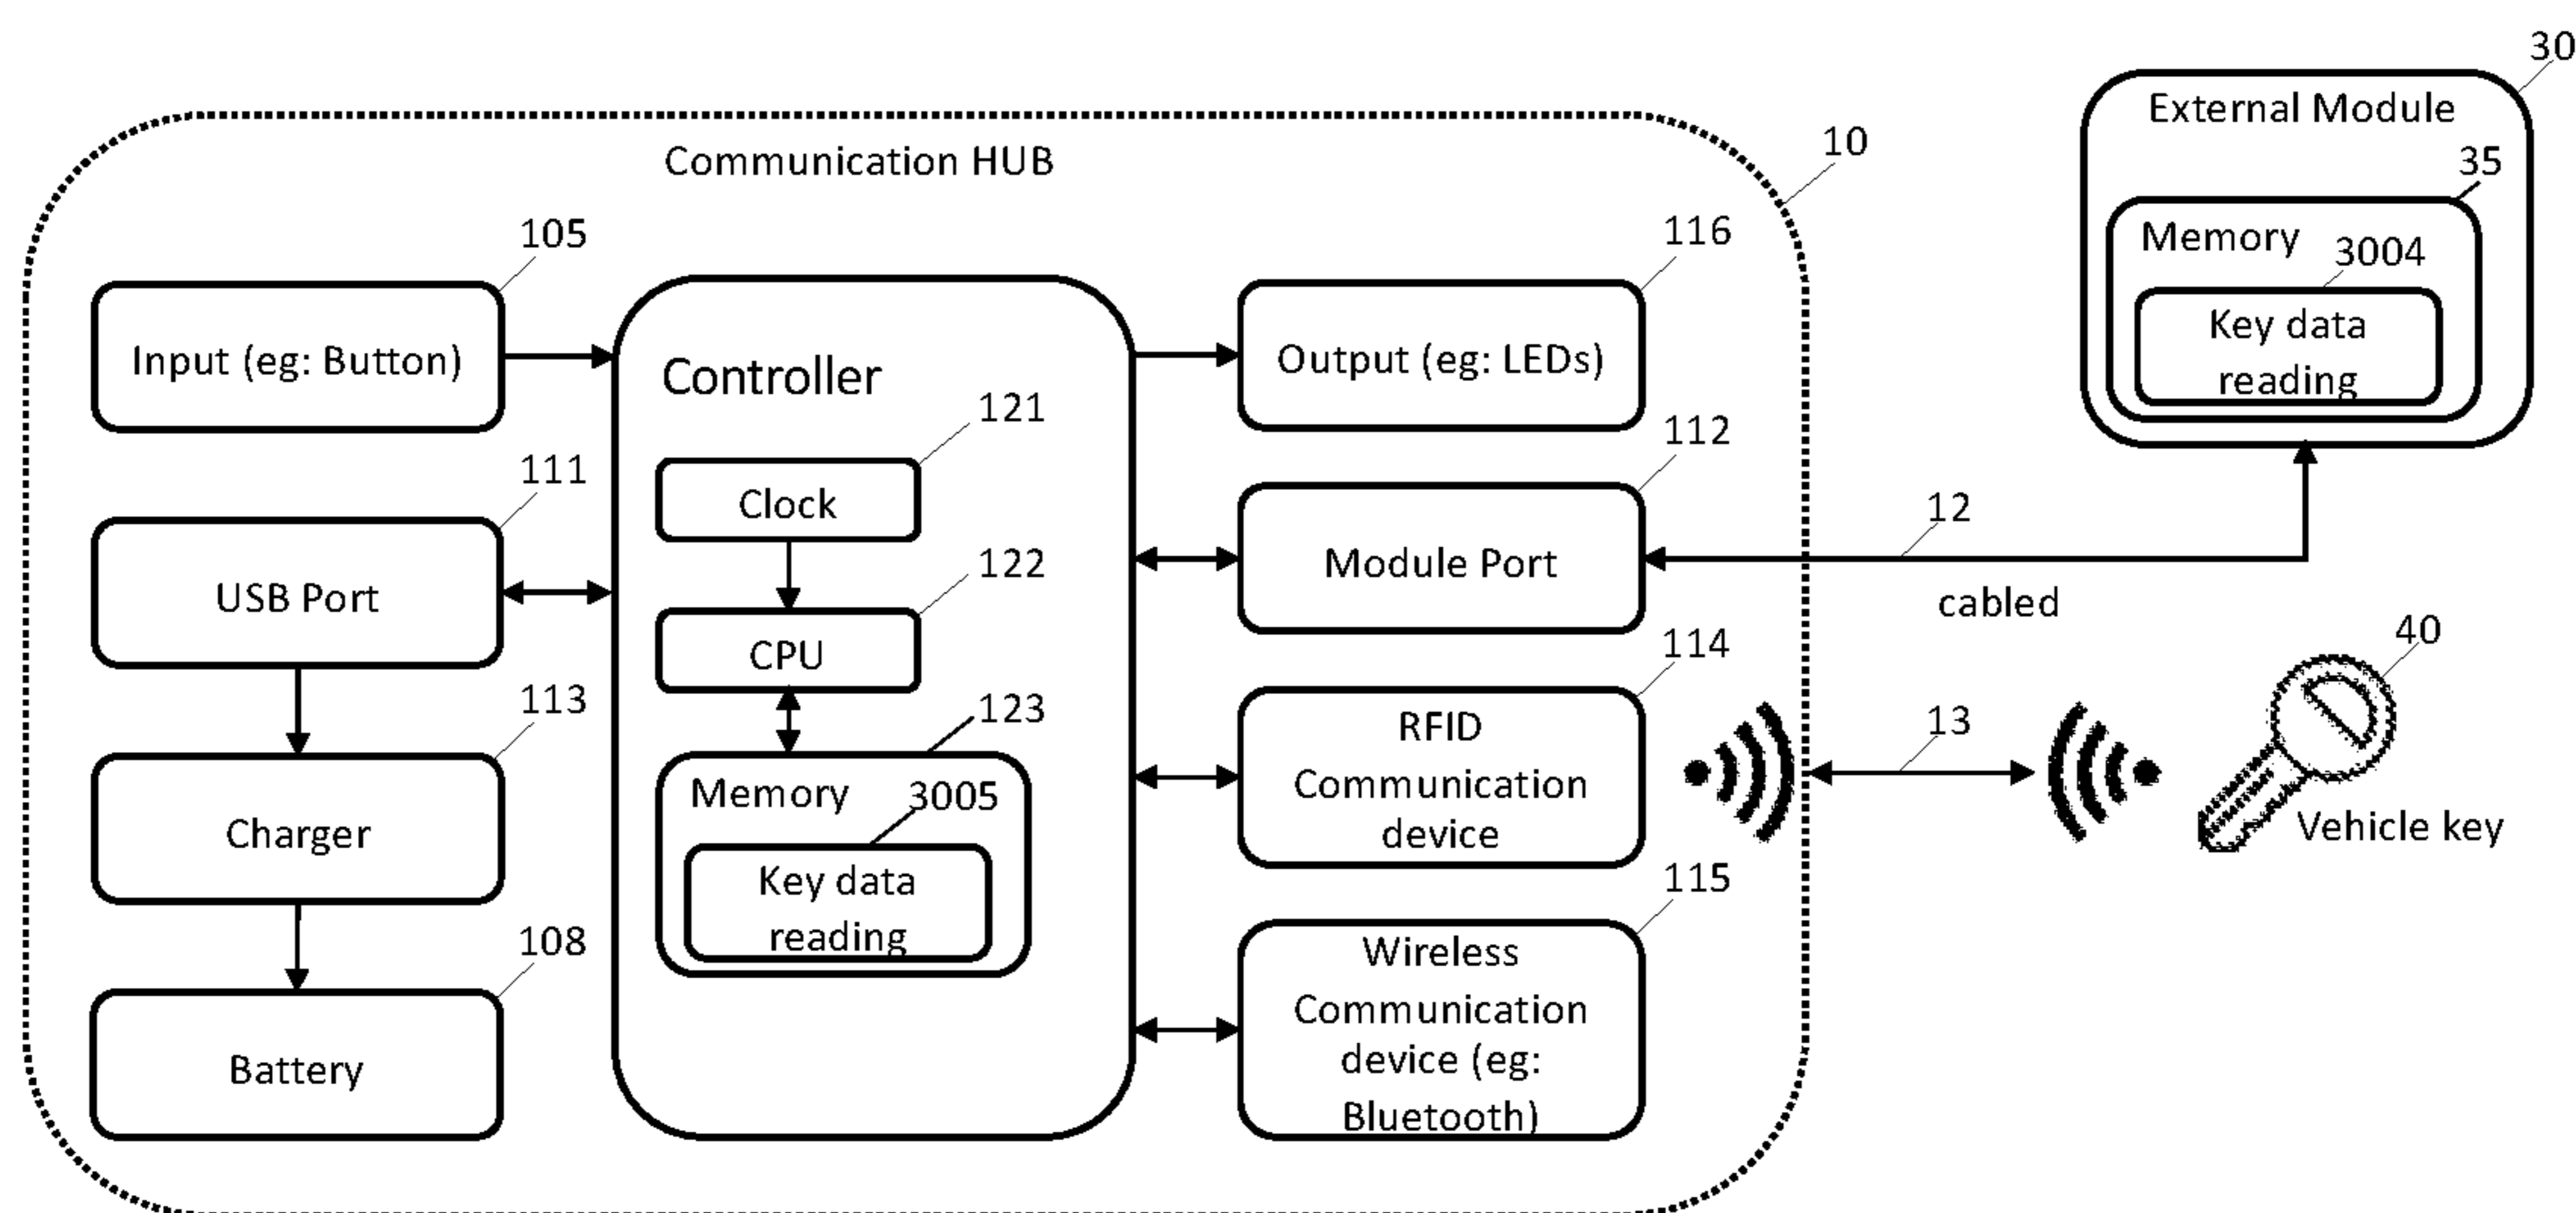 30
External Module
10
Communication HUB
35
105
116
Memory
3004
Key data
reading
Input (eg: Button)
Controller
Output (eg: LEDs)
121
112
111
Clock
12
Module Port
122
cabled
USB Port
CPU
114
40
113
123
RFID
Communication
device
13
Memory
3005
Vehicle key
Charger
Key data
reading
115
108
Wireless
Communication
device (eg:
Bluetooth)
Battery